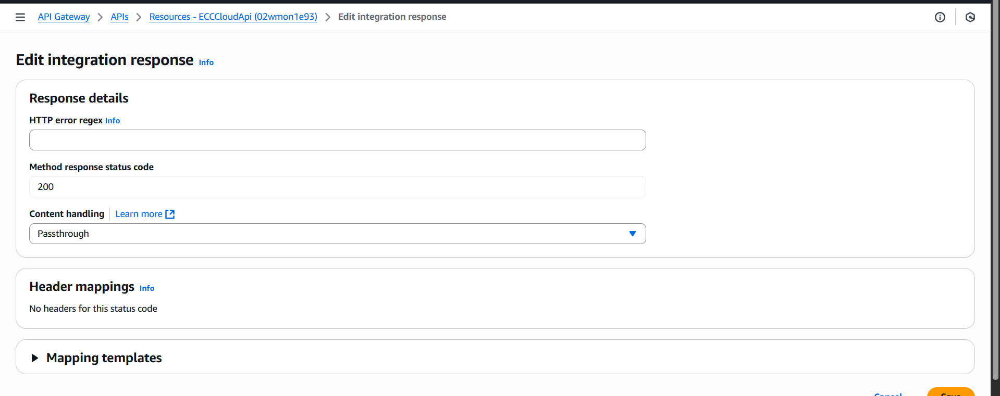 API Gateway > APIs > Resources - ECCCloudApi (02wmon1e93) > Edit integration response
Edit integration response Info
Response details
HTTP error regex Info
Method response status code
200
Content handling Learn more
Passthrough
Header mappings Info
No headers for this status code
Mapping templates
Cancel Save